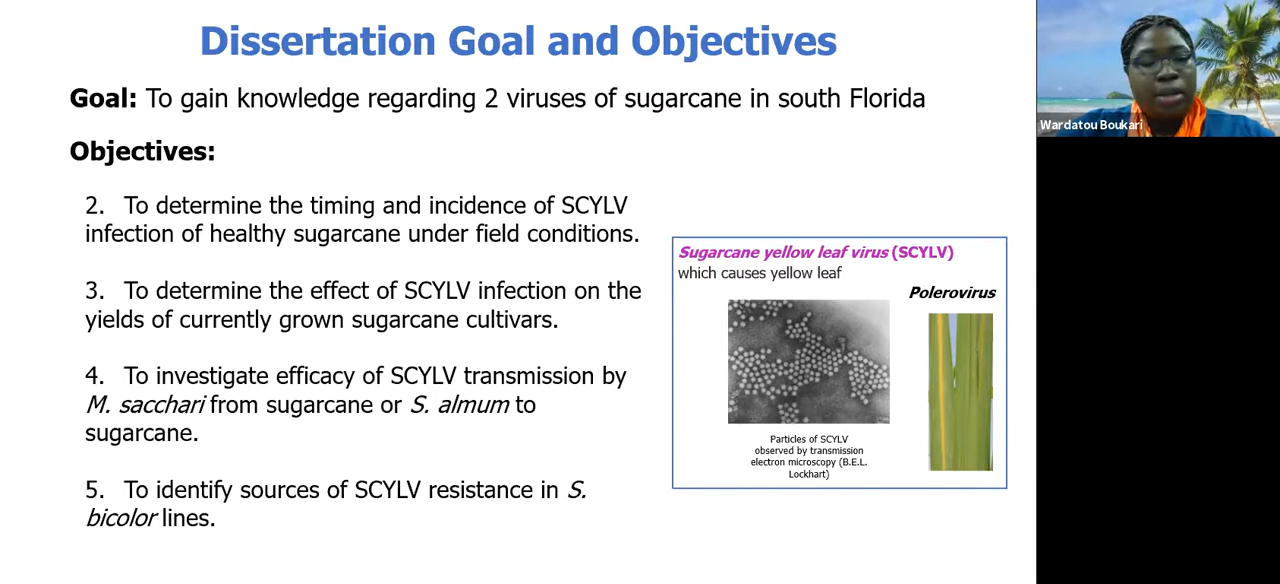 Dissertation Goal and Objectives
Goal: To gain knowledge regarding 2 viruses of sugarcane in south Florida
Objectives:
2. To determine the timing and incidence of SCYLV
infection of healthy sugarcane under field conditions.
3. To determine the effect of SCYLV infection on the
yields of currently grown sugarcane cultivars.
4. To investigate efficacy of SCYLV transmission by
M. sacchari from sugarcane or S. almum to
sugarcane.
5. To identify sources of SCYLV resistance in S.
bicolor lines.
Sugarcane yellow leaf virus (SCYLV)
which causes yellow leaf
Polerovirus
Particles of SCYLV
observed by transmission
electron microscopy (B.E.L.
Lockhart)
Wardatou Boukari